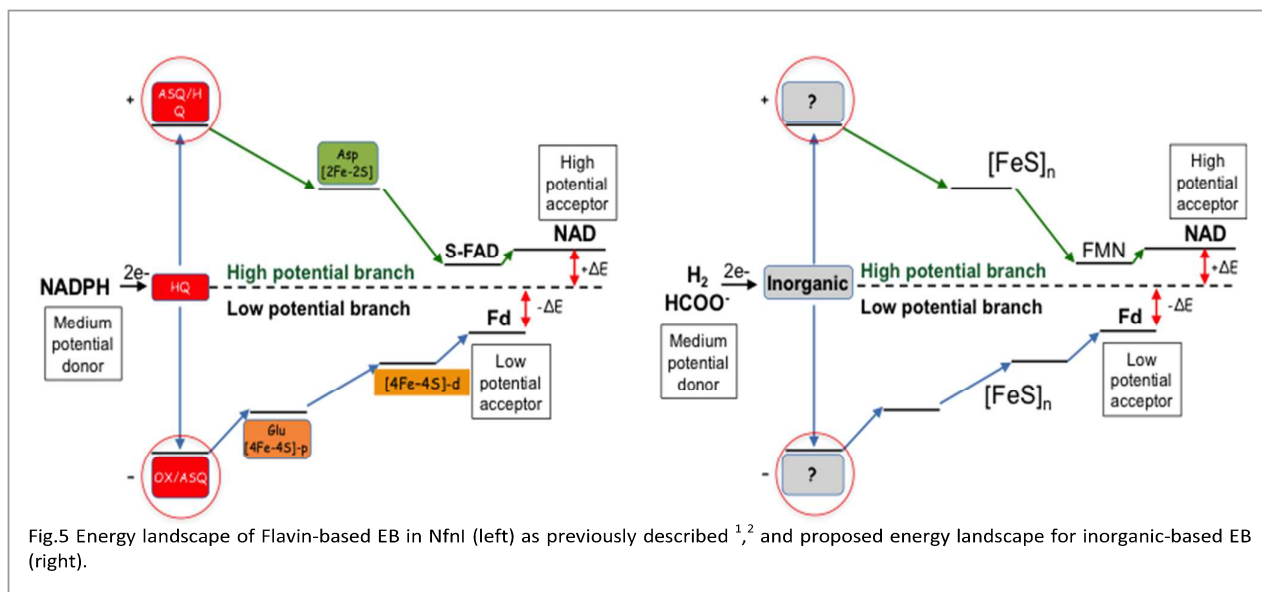 +
ASQ/H
Q
Asp
[2Fe-2S]
High
potential
acceptor
S-FAD
NAD
+ΔE
NADPH
2e-
HQ
High potential branch
Low potential branch
-ΔE
Medium
potential
donor
Fd
[4Fe-4S]-d
Low
potential
acceptor
Glu
[4Fe-4S]-p
-
OX/ASQ
+
?
[FeS]n
High
potential
acceptor
FMN
NAD
+ΔE
H2
HCOO-
2e-
Inorganic
High potential branch
Low potential branch
-ΔE
Medium
potential
donor
Fd
[FeS]n
Low
potential
acceptor
-
?
Fig.5 Energy landscape of Flavin-based EB in NfnI (left) as previously described 1,2, and proposed energy landscape for inorganic-based EB
(right).